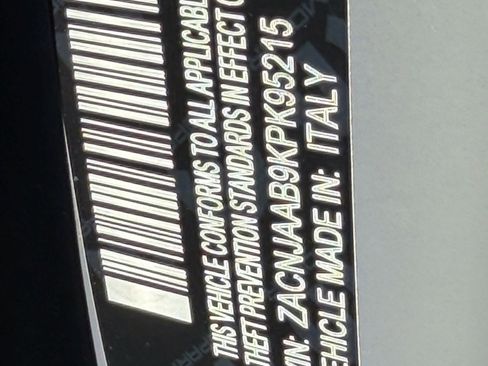 THIS VEHICLE CONFORMS TO ALL APPLICABLE
THEFT PREVENTION STANDARDS IN EFFECT
VIN: ZACNJAAB9KPK95215
VEHICLE MADE IN: ITALY